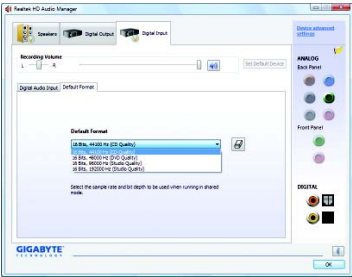 Realtek HD Audio Manager
Speakers
Digital Output
Digital Input
Device advanced
settings
Recording Volume
L
R
Set Default Device
ANALOG
Back Panel
Digital Audio Input
Default Format
Default Format
16 Bits, 44100 Hz (CD Quality)
16 Bits, 44100 Hz (CD Quality)
16 Bits, 48000 Hz (DVD Quality)
16 Bits, 96000 Hz (Studio Quality)
16 Bits, 192000 Hz (Studio Quality)
Select the sample rate and bit depth to be used when running in shared
mode.
Front Panel
DIGITAL
GIGABYTE
TECHNOLOGY
OK